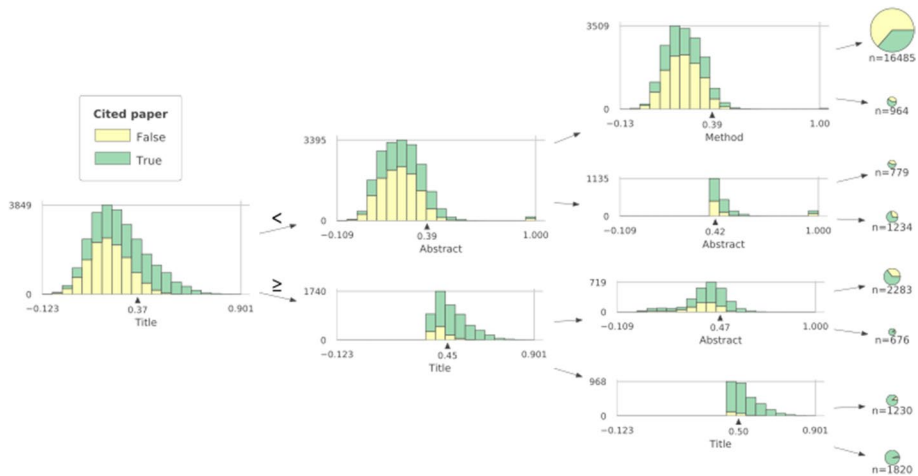 Cited paper
False
True
3849
0
−0.123
0.37
0.901
Title
<
≥
3395
0
−0.109
0.39
1.000
Abstract
1740
0
−0.123
0.45
0.901
Title
3509
0
−0.13
0.39
1.00
Method
1135
0
−0.109
0.42
1.000
Abstract
719
0
−0.109
0.47
1.000
Abstract
968
0
−0.123
0.50
0.901
Title
n=16485
n=964
n=779
n=1234
n=2283
n=676
n=1230
n=1820